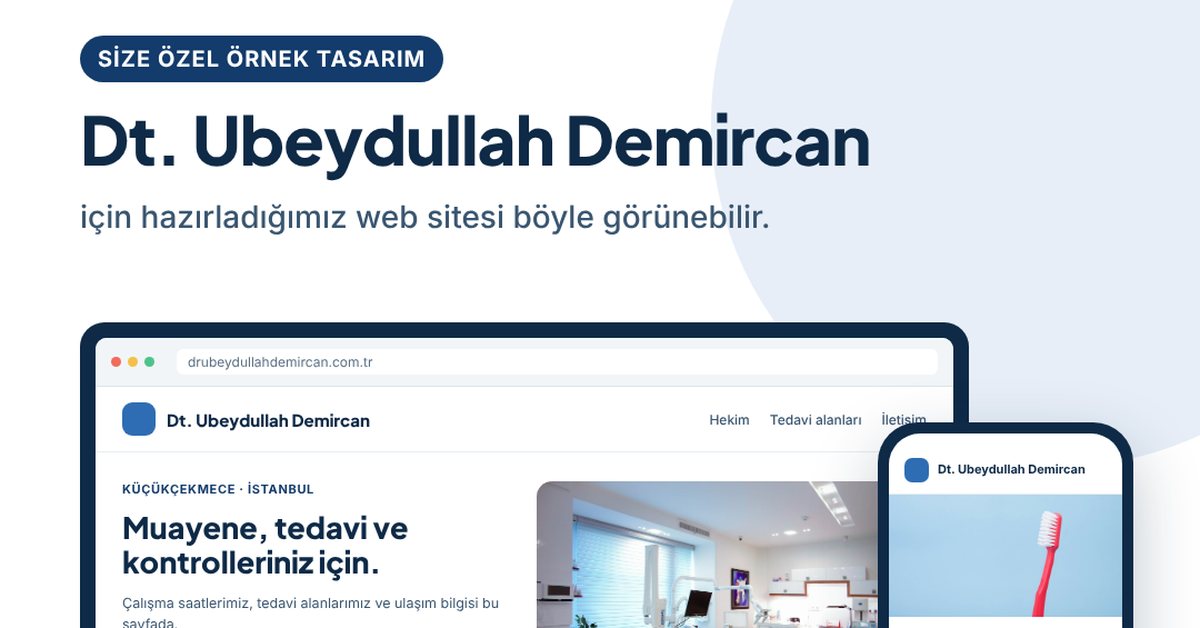 SİZE ÖZEL ÖRNEK TASARIM
Dt. Ubeydullah Demircan
için hazırladığımız web sitesi böyle görünebilir.
drubeydullahdemircan.com.tr
Dt. Ubeydullah Demircan
Hekim Tedavi alanları İletişim
Dt. Ubeydullah Demircan
KÜÇÜKÇEKMECE · İSTANBUL
Muayene, tedavi ve
kontrolleriniz için.
Çalışma saatlerimiz, tedavi alanlarımız ve ulaşım bilgisi bu
sayfada.